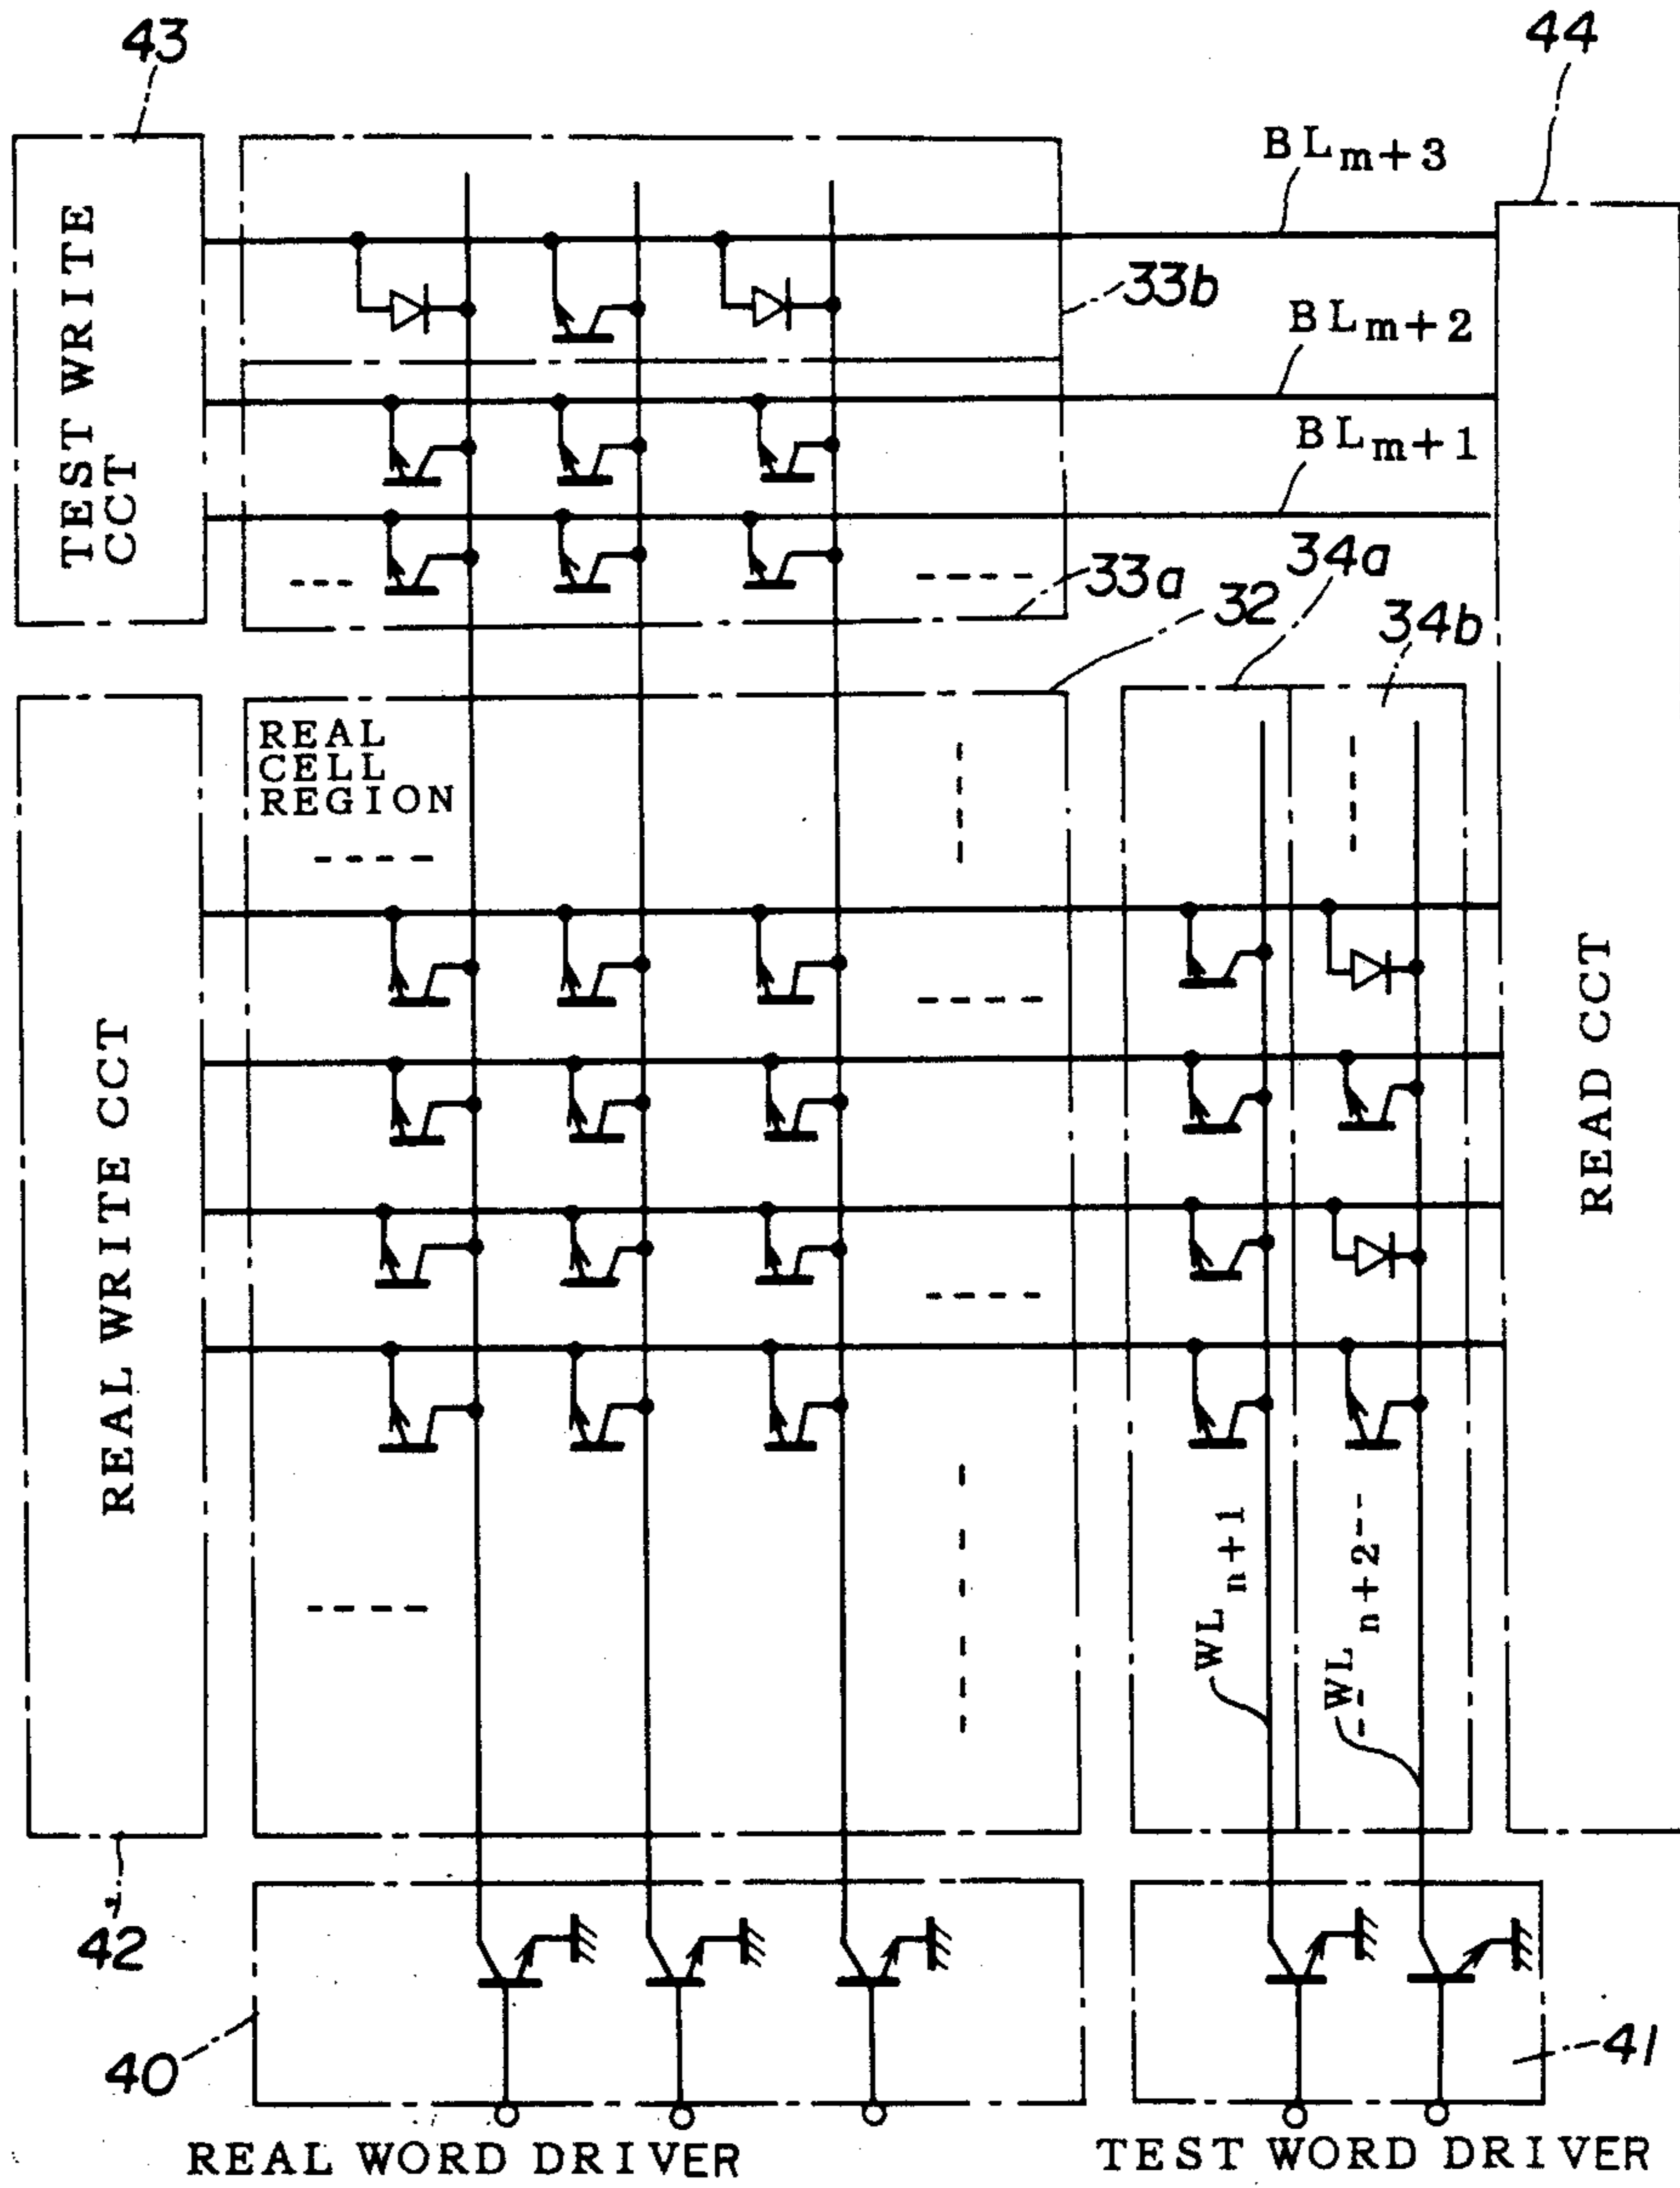 43
44
BLm+3
33b
BLm+2
BLm+1
TEST WRITE
CCT
33a
34a
32
34b
REAL
CELL
REGION
READ CCT
REAL WRITE CCT
WLn+1
WLn+2
42
40
41
REAL WORD DRIVER
TEST WORD DRIVER